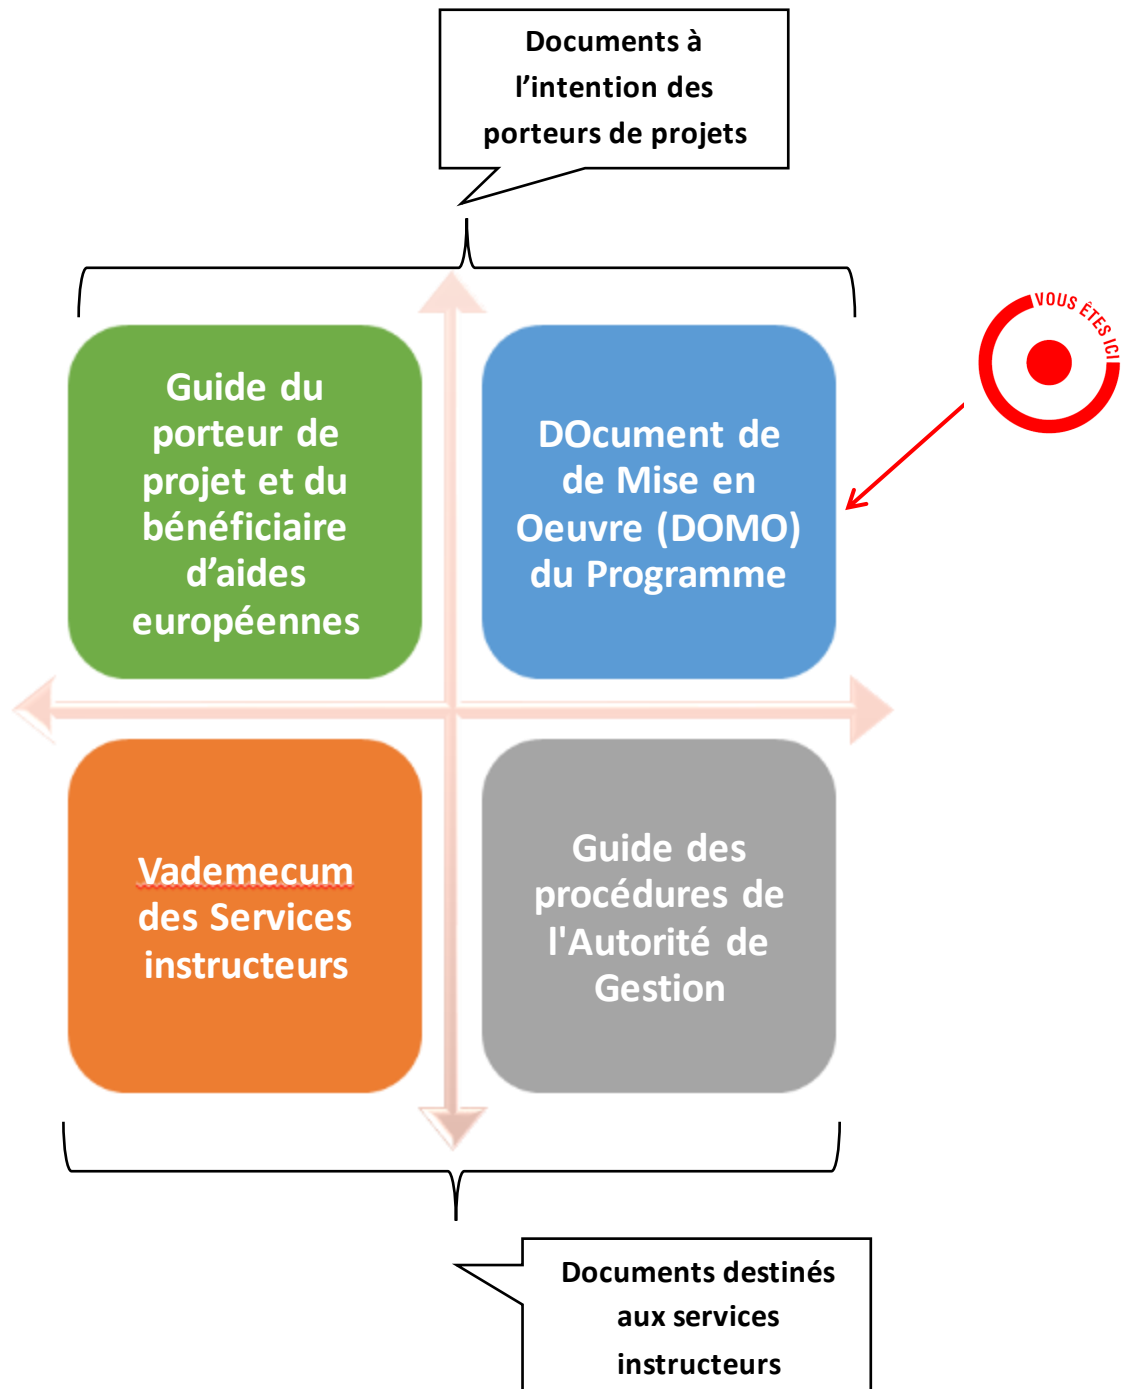 Documents à
l’intention des
porteurs de projets
VOUS ÊTES ICI
Guide du
porteur de
projet et du
bénéficiaire
d’aides
européennes
DOcument de
de Mise en
Oeuvre (DOMO)
du Programme
Vademecum
des Services
instructeurs
Guide des
procédures de
l'Autorité de
Gestion
Documents destinés
aux services
instructeurs